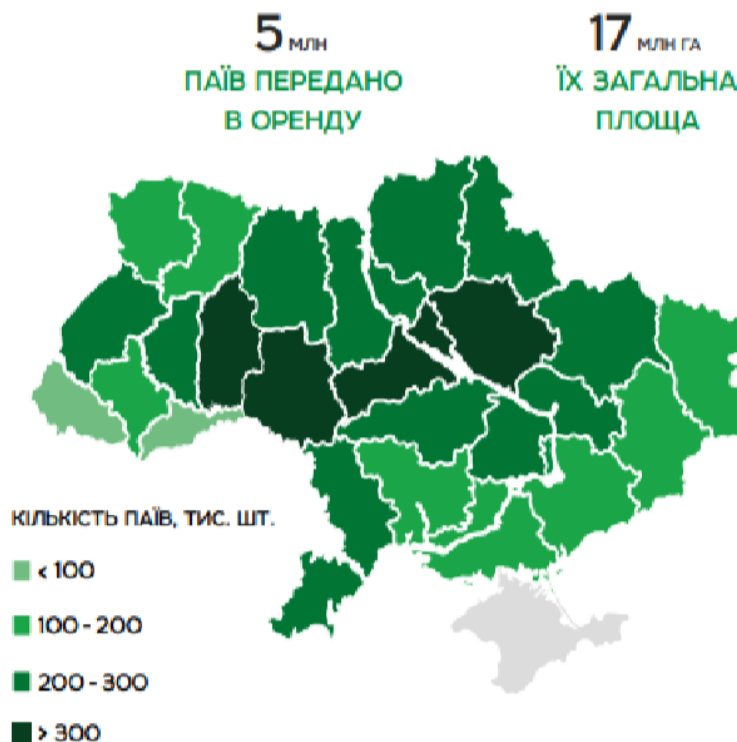 5 млн
ПАЇВ ПЕРЕДАНО
В ОРЕНДУ
17 млн га
ЇХ ЗАГАЛЬНА
ПЛОЩА
КІЛЬКІСТЬ ПАЇВ, ТИС. ШТ.
< 100
100 - 200
200 - 300
> 300